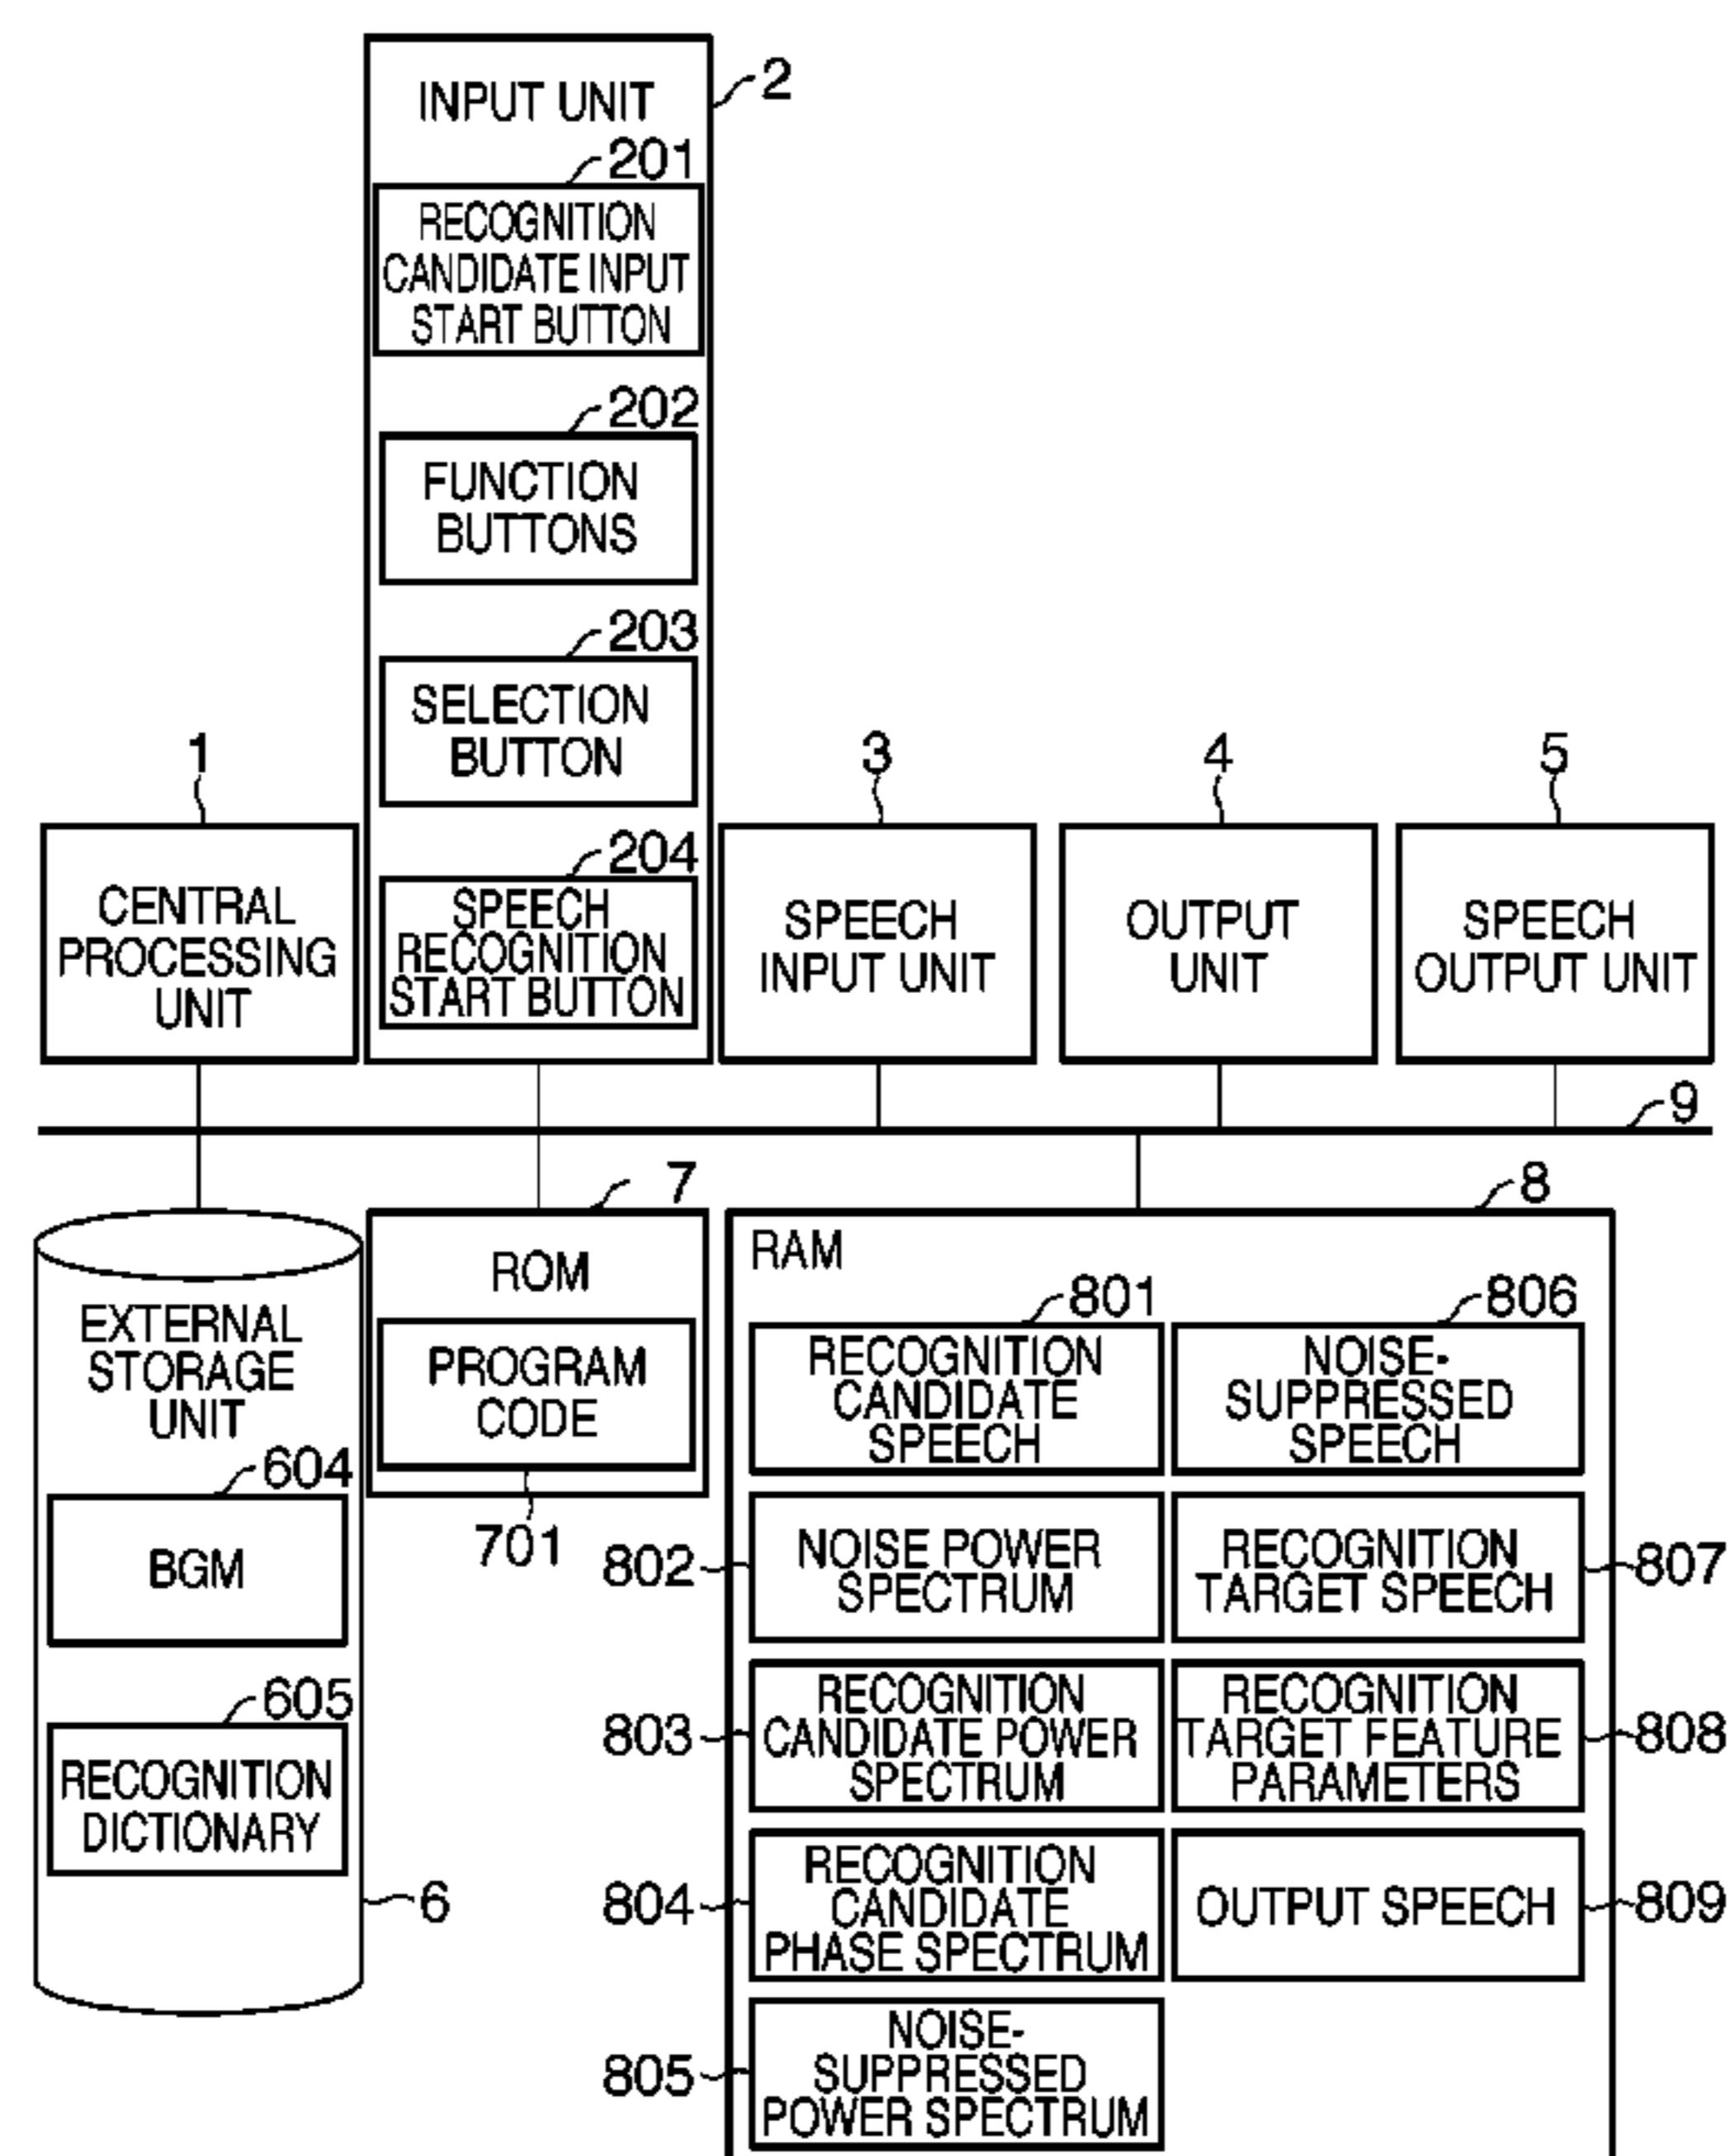 INPUT UNIT
2
201
RECOGNITION
CANDIDATE INPUT
START BUTTON
202
FUNCTION
BUTTONS
203
SELECTION
BUTTON
204
SPEECH
RECOGNITION
START BUTTON
1
CENTRAL
PROCESSING
UNIT
3
SPEECH
INPUT UNIT
4
OUTPUT
UNIT
5
SPEECH
OUTPUT UNIT
9
EXTERNAL
STORAGE
UNIT
604
BGM
605
RECOGNITION
DICTIONARY
6
7
ROM
PROGRAM
CODE
701
8
RAM
801
RECOGNITION
CANDIDATE
SPEECH
806
NOISE-
SUPPRESSED
SPEECH
802
NOISE POWER
SPECTRUM
RECOGNITION
TARGET SPEECH
807
803
RECOGNITION
CANDIDATE POWER
SPECTRUM
RECOGNITION
TARGET FEATURE
PARAMETERS
808
804
RECOGNITION
CANDIDATE
PHASE SPECTRUM
OUTPUT SPEECH
809
805
NOISE-
SUPPRESSED
POWER SPECTRUM